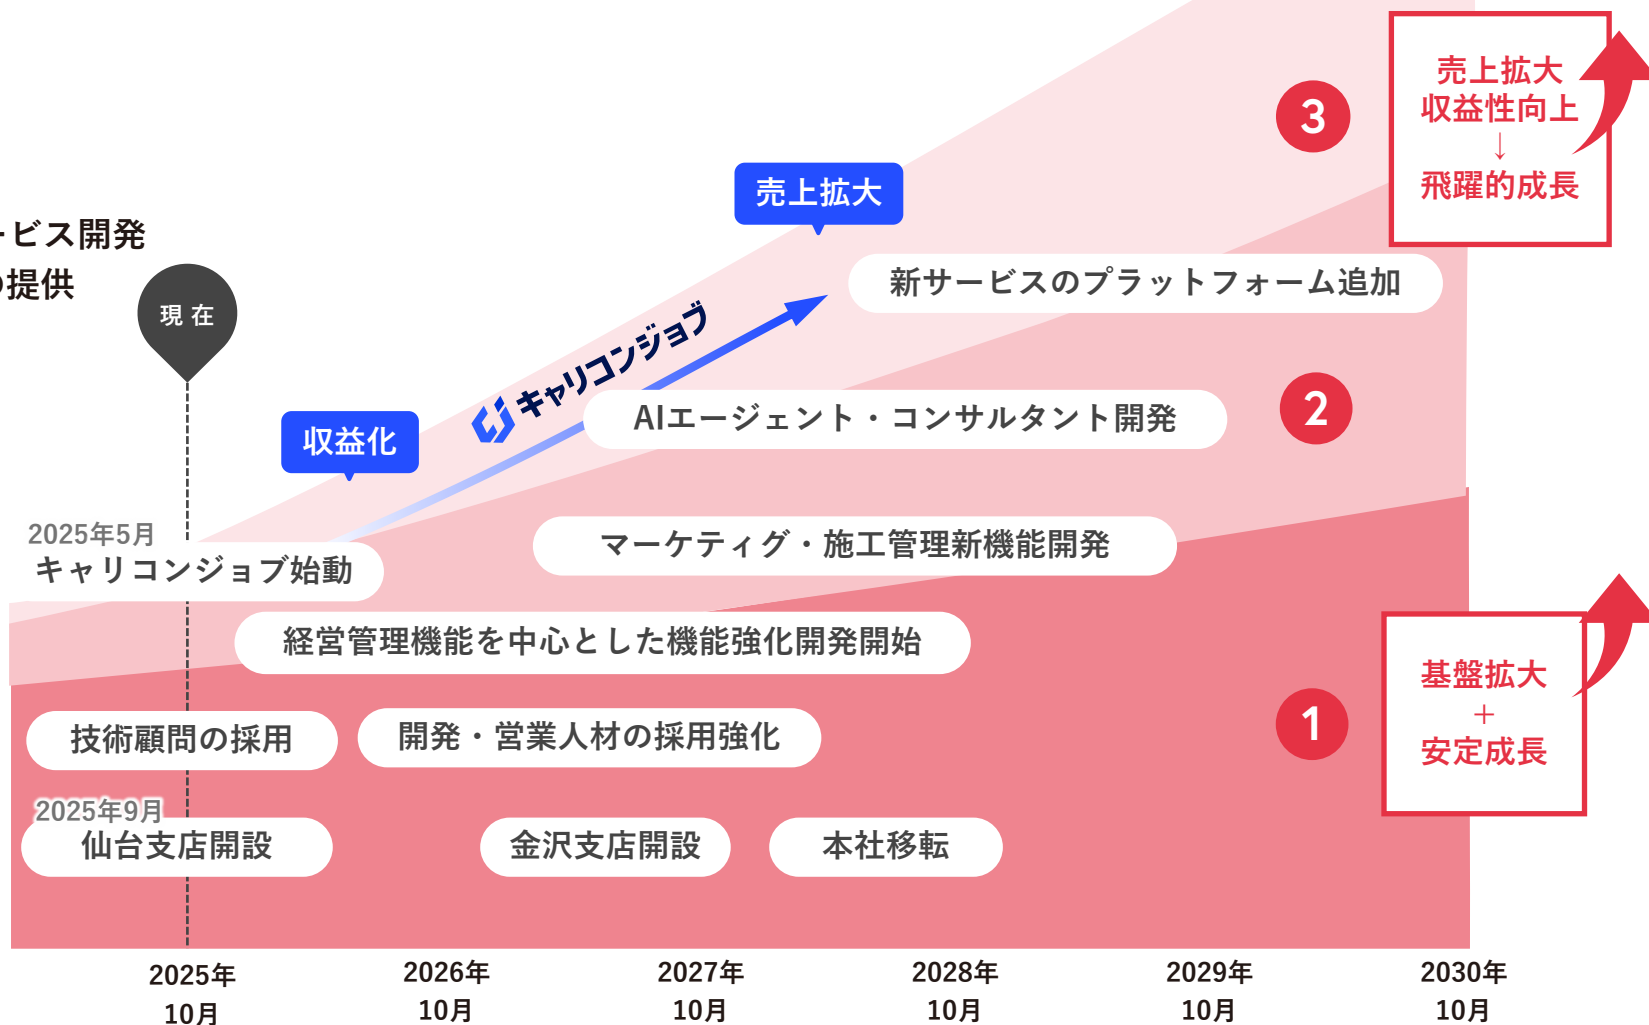 売上拡大
収益性向上
↓
飛躍的成長
3
売上拡大
ービス開発
の提供
現在
新サービスのプラットフォーム追加
キャリコンジョブ
AIエージェント・コンサルタント開発
2
収益化
2025年5月
キャリコンジョブ始動
マーケティグ・施工管理新機能開発
経営管理機能を中心とした機能強化開発開始
技術顧問の採用
開発・営業人材の採用強化
1
基盤拡大
+
安定成長
2025年9月
仙台支店開設
金沢支店開設
本社移転
2025年
10月
2026年
10月
2027年
10月
2028年
10月
2029年
10月
2030年
10月